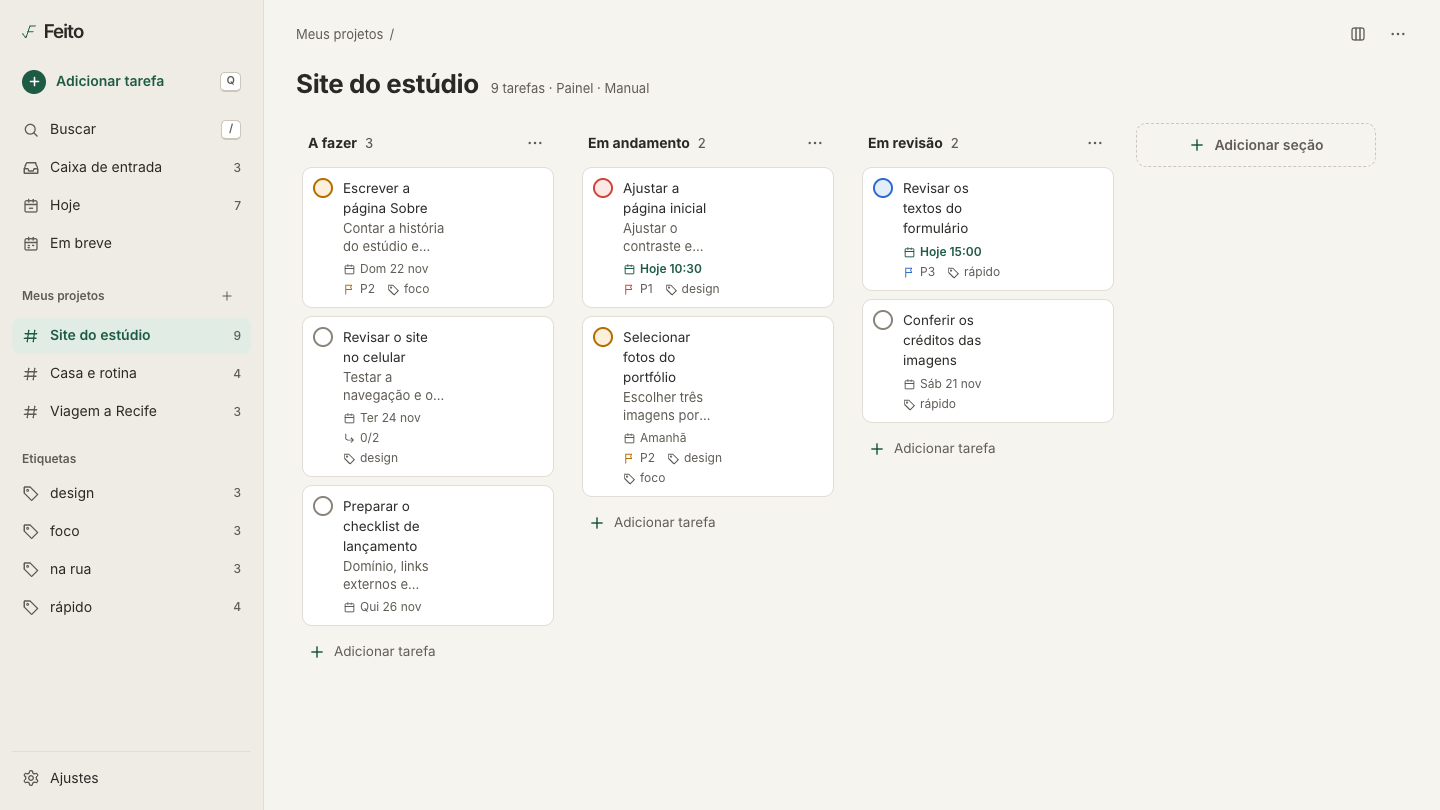 Feito
Adicionar tarefa Q
Buscar /
Caixa de entrada 3
Hoje 7
Em breve
Meus projetos
Site do estúdio 9
Casa e rotina 4
Viagem a Recife 3
Etiquetas
design 3
foco 3
na rua 3
rápido 4
Ajustes
Meus projetos /
Site do estúdio 9 tarefas · Painel · Manual
A fazer 3
Escrever a
página Sobre
Contar a história
do estúdio e…
Dom 22 nov
P2 foco
Revisar o site
no celular
Testar a
navegação e o…
Ter 24 nov
0/2
design
Preparar o
checklist de
lançamento
Domínio, links
externos e…
Qui 26 nov
Adicionar tarefa
Em andamento 2
Ajustar a
página inicial
Ajustar o
contraste e…
Hoje 10:30
P1 design
Selecionar
fotos do
portfólio
Escolher três
imagens por…
Amanhã
P2 design
foco
Adicionar tarefa
Em revisão 2
Revisar os
textos do
formulário
Hoje 15:00
P3 rápido
Conferir os
créditos das
imagens
Sáb 21 nov
rápido
Adicionar tarefa
Adicionar seção